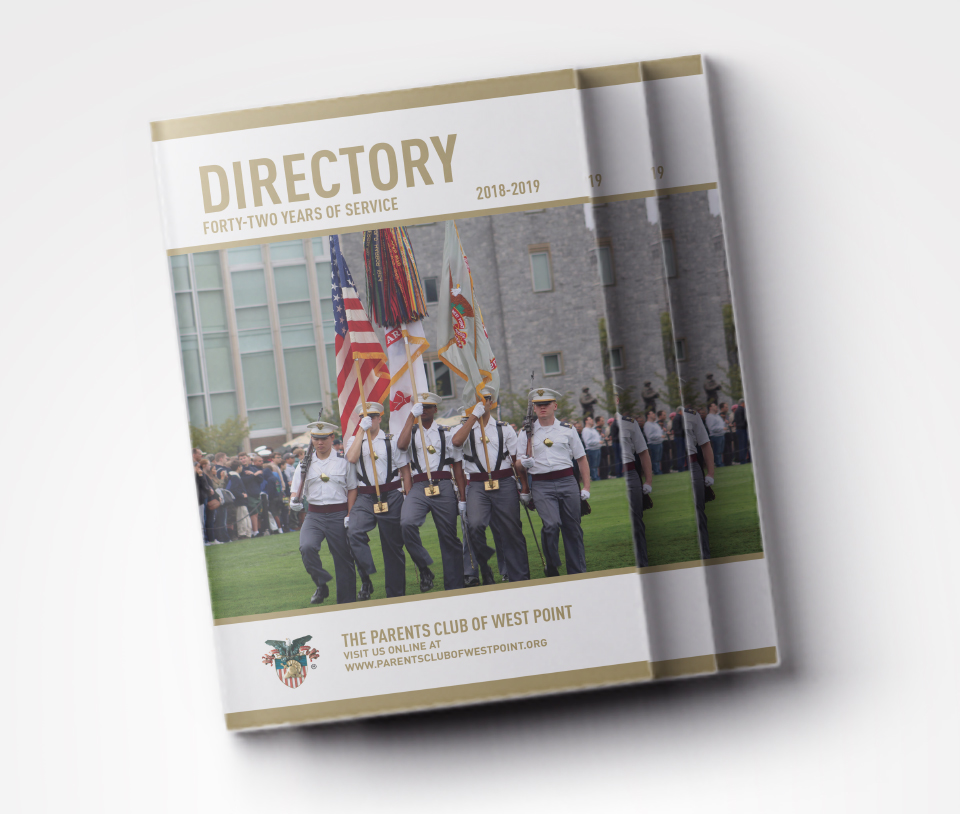 DIRECTORY
FORTY-TWO YEARS OF SERVICE
2018-2019
19
19
AR
THE PARENTS CLUB OF WEST POINT
VISIT US ONLINE AT
WWW.PARENTSCLUBOFWESTPOINT.ORG
®